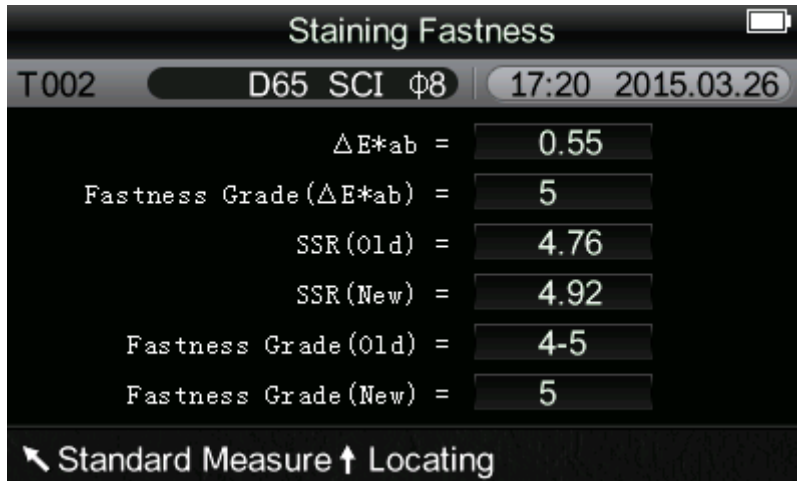 Staining Fastness
T002 D65 SCI Φ8 17:20 2015.03.26
△E*ab = 0.55
Fastness Grade(△E*ab) = 5
SSR(Old) = 4.76
SSR(New) = 4.92
Fastness Grade(Old) = 4-5
Fastness Grade(New) = 5
↖ Standard Measure ↑ Locating